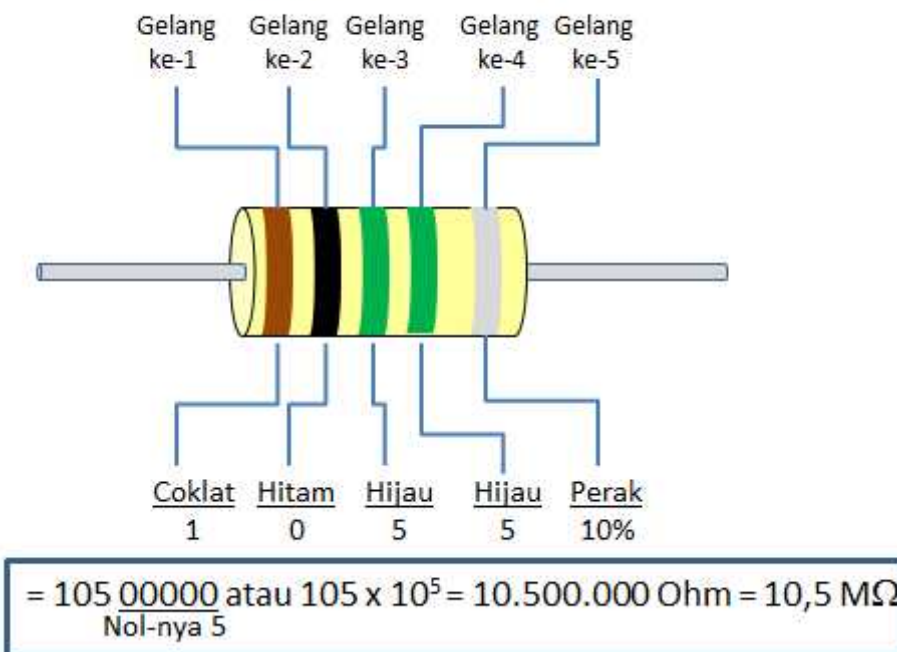 Gelang Gelang Gelang Gelang Gelang
ke-1 ke-2 ke-3 ke-4 ke-5
Coklat Hitam Hijau Hijau Perak
1 0 5 5 10%
= 105 00000 atau 105 x 10⁵ = 10.500.000 Ohm = 10,5 MΩ
Nol-nya 5